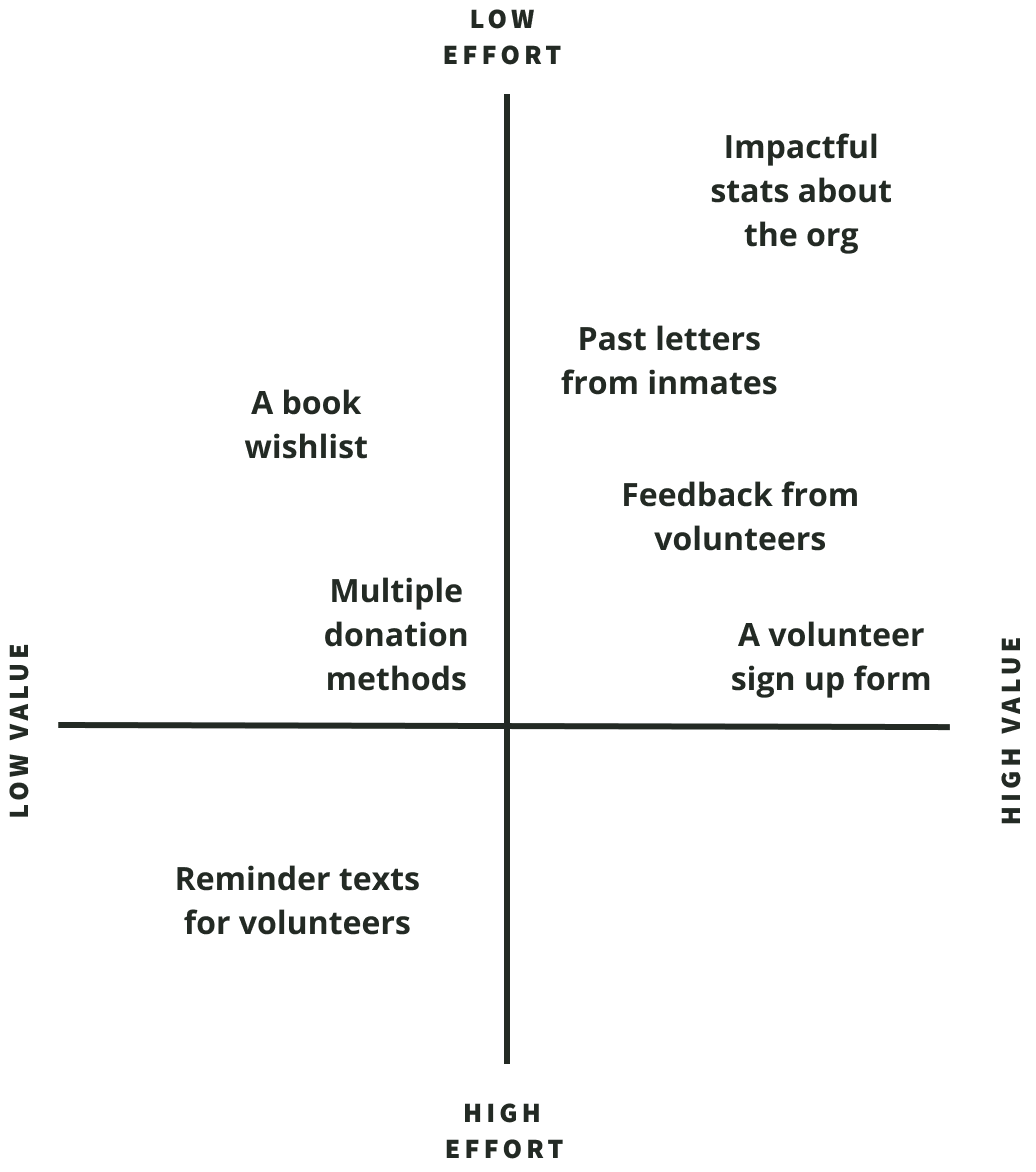 LOW
EFFORT
Impactful
stats about
the org
Past letters
from inmates
A book
wishlist
Feedback from
volunteers
Multiple
donation
methods
A volunteer
sign up form
LOW VALUE
HIGH VALUE
Reminder texts
for volunteers
HIGH
EFFORT